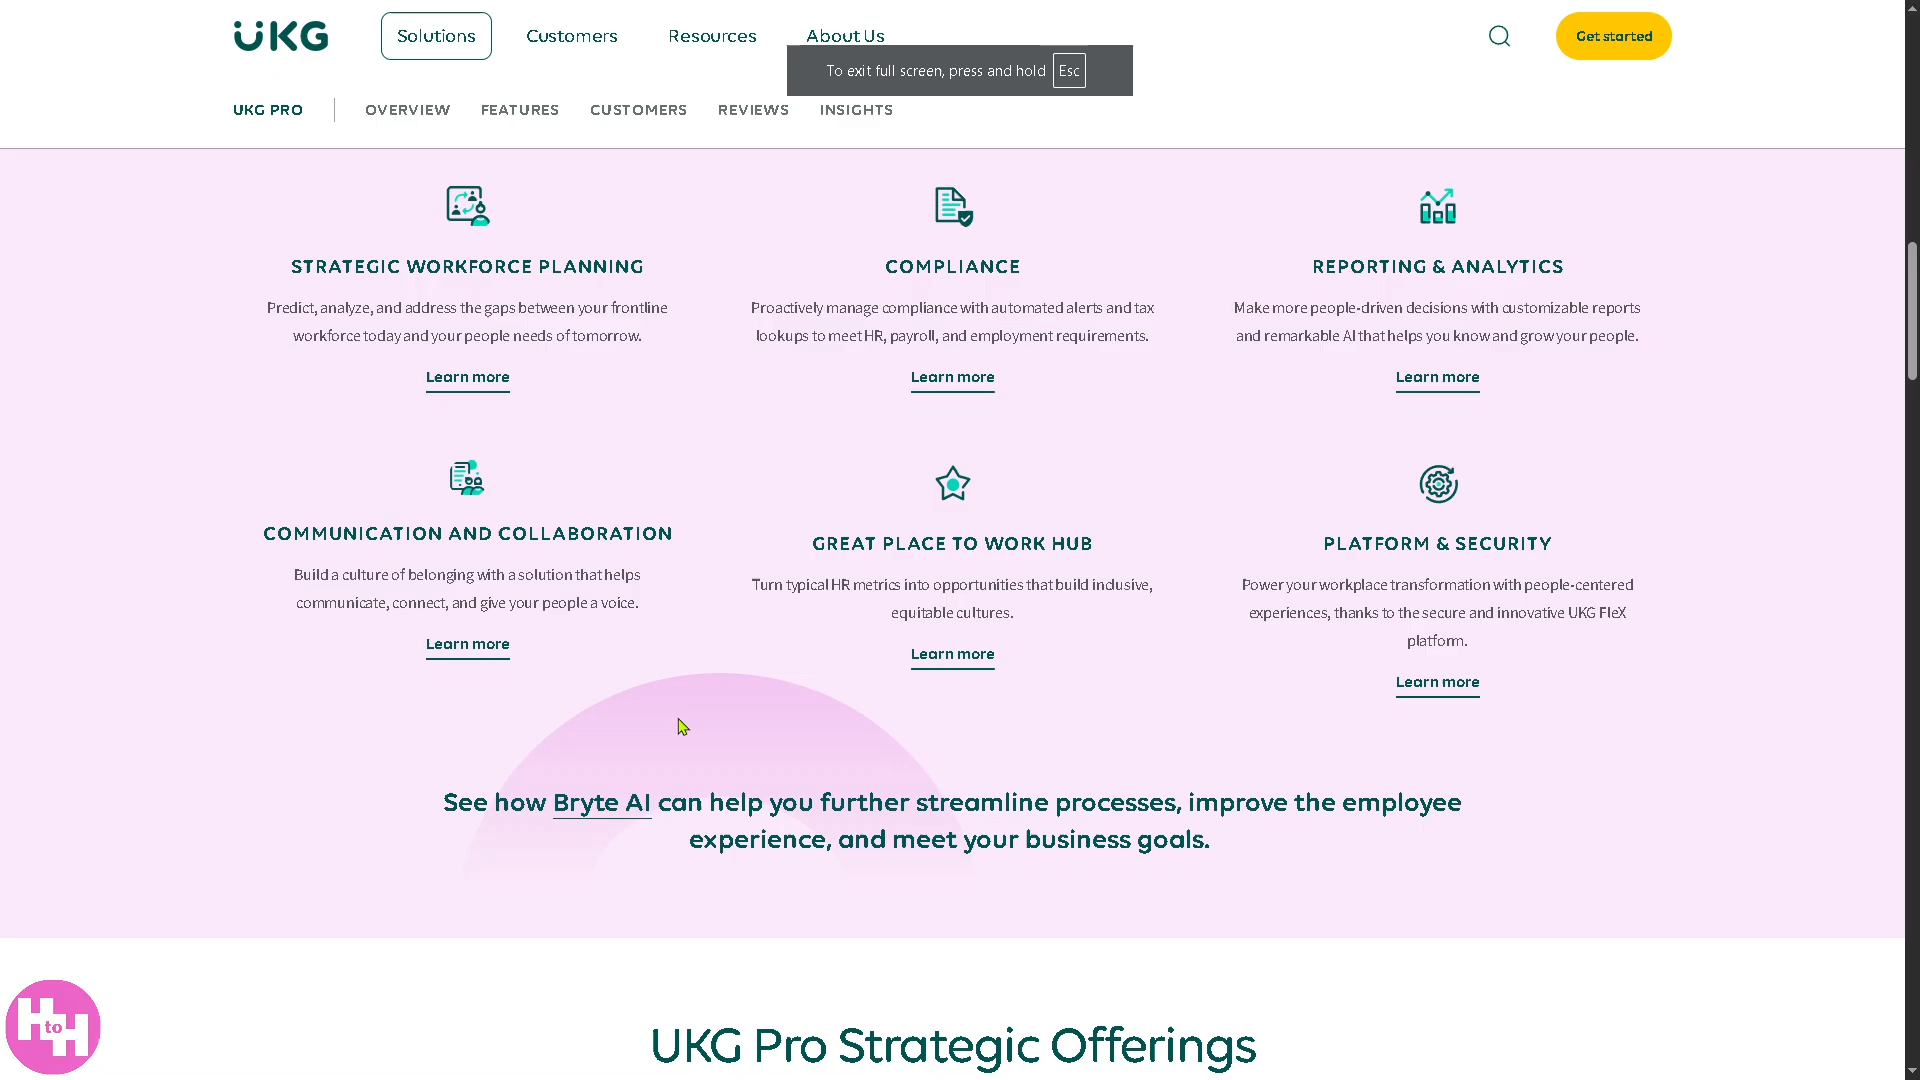 UKG
Solutions
Customers
Resources
About Us
Get started
To exit full screen, press and hold Esc
UKG PRO
OVERVIEW
FEATURES
CUSTOMERS
REVIEWS
INSIGHTS
STRATEGIC WORKFORCE PLANNING
Predict, analyze, and address the gaps between your frontline
workforce today and your people needs of tomorrow.
Learn more
COMPLIANCE
Proactively manage compliance with automated alerts and tax
lookups to meet HR, payroll, and employment requirements.
Learn more
REPORTING & ANALYTICS
Make more people-driven decisions with customizable reports
and remarkable AI that helps you know and grow your people.
Learn more
COMMUNICATION AND COLLABORATION
Build a culture of belonging with a solution that helps
communicate, connect, and give your people a voice.
Learn more
GREAT PLACE TO WORK HUB
Turn typical HR metrics into opportunities that build inclusive,
equitable cultures.
Learn more
PLATFORM & SECURITY
Power your workplace transformation with people-centered
experiences, thanks to the secure and innovative UKG FleX
platform.
Learn more
See how Bryte AI can help you further streamline processes, improve the employee
experience, and meet your business goals.
H to H
UKG Pro Strategic Offerings